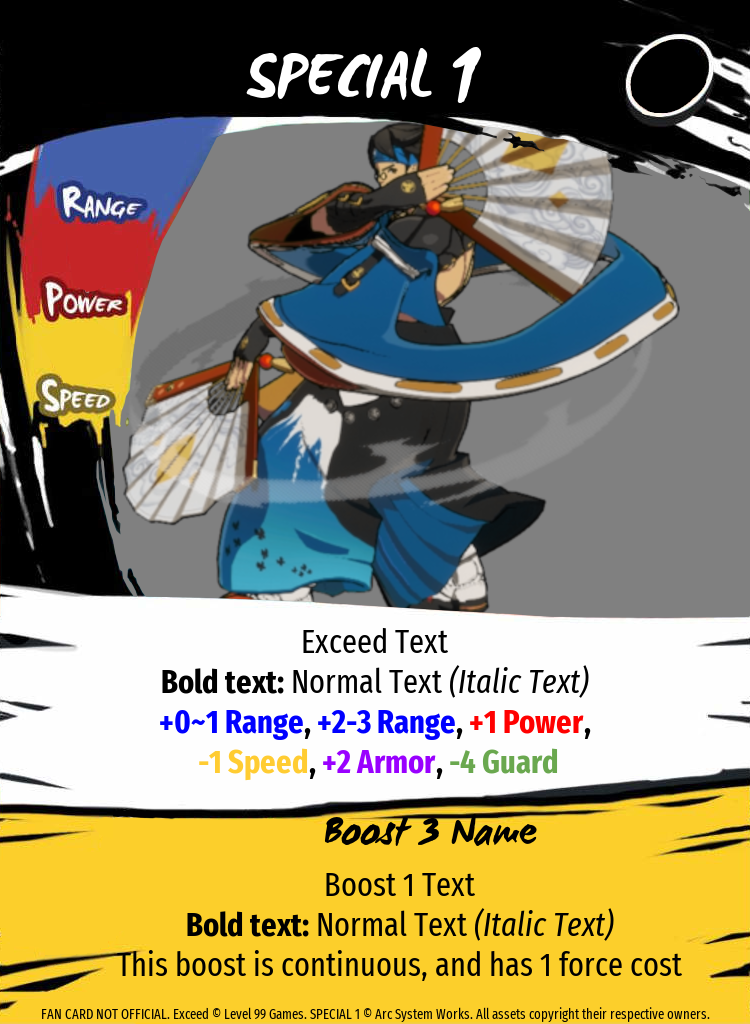 SPECIAL 1
RANGE
POWER
SPEED
Exceed Text
Bold text: Normal Text (Italic Text)
+0~1 Range, +2-3 Range, +1 Power,
-1 Speed, +2 Armor, -4 Guard
Boost 3 Name
Boost 1 Text
Bold text: Normal Text (Italic Text)
This boost is continuous, and has 1 force cost
FAN CARD NOT OFFICIAL. Exceed © Level 99 Games. SPECIAL 1 © Arc System Works. All assets copyright their respective owners.